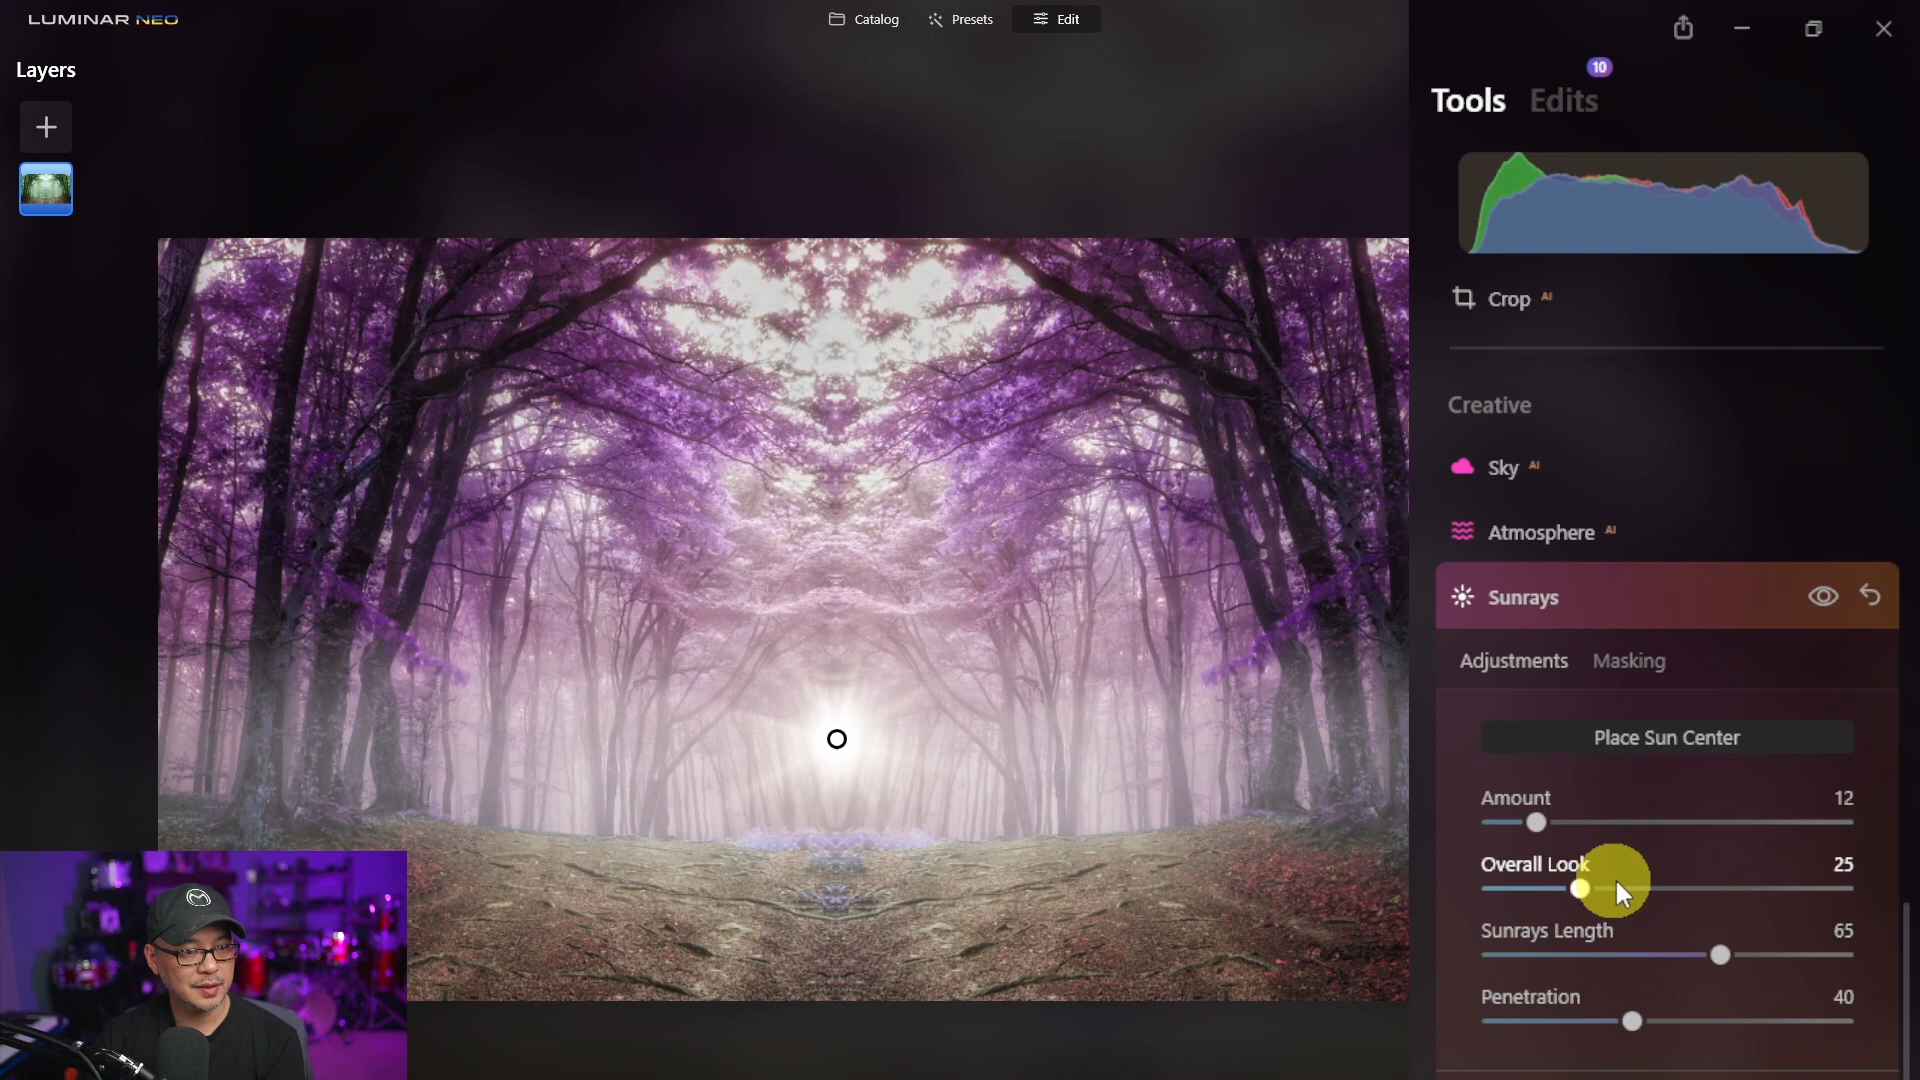 LUMINAR NEO
Catalog
Presets
Edit
Layers
10
Tools
Edits
Crop AI
Creative
Sky AI
Atmosphere AI
Sunrays
Adjustments
Masking
Place Sun Center
Amount 12
Overall Look 25
Sunrays Length 65
Penetration 40